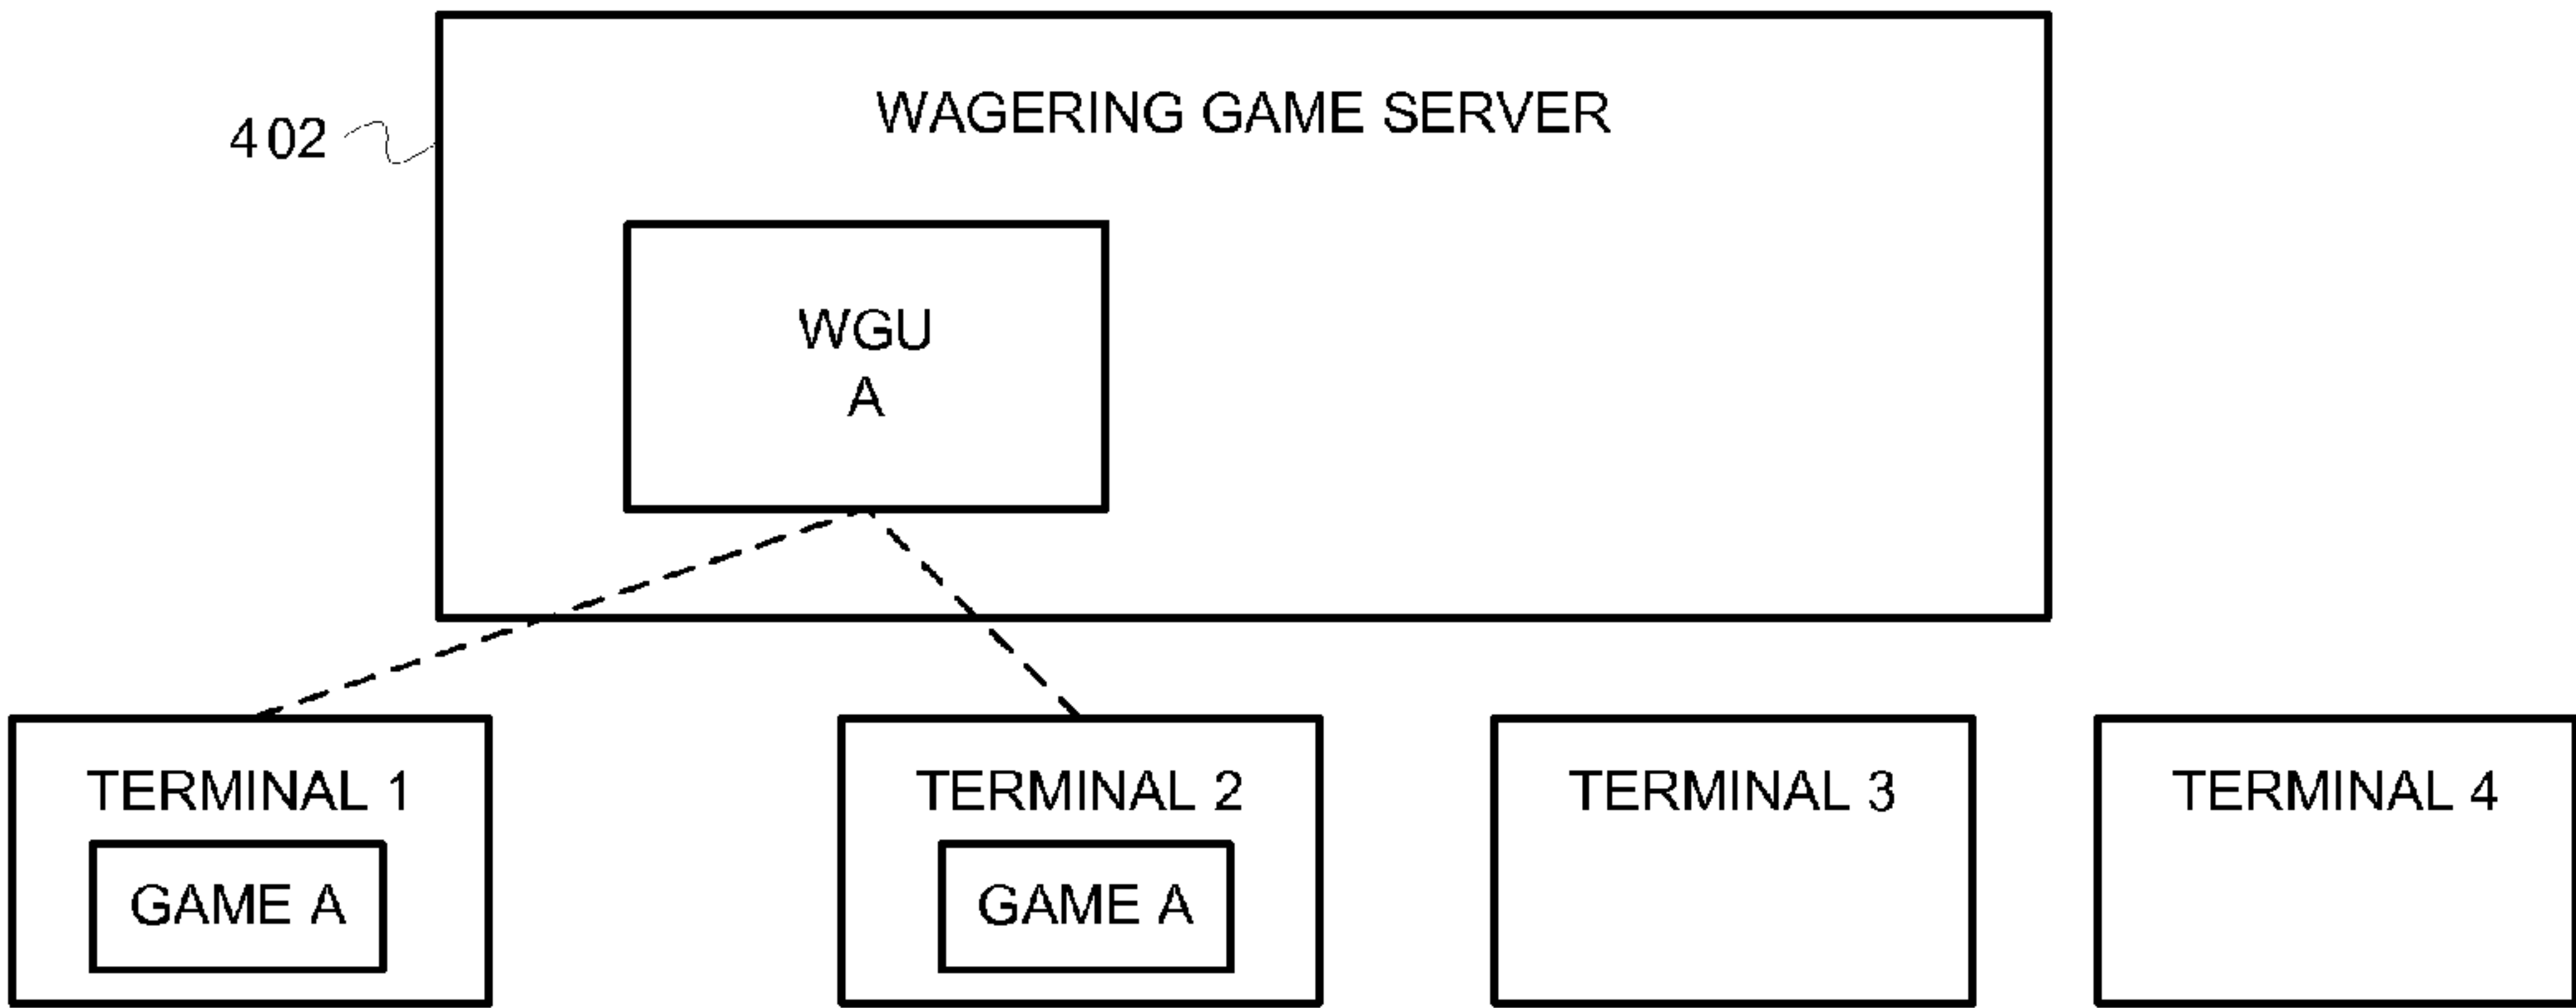 WAGERING GAME SERVER
402
WGU
A
TERMINAL 1
GAME A
TERMINAL 2
GAME A
TERMINAL 3
TERMINAL 4